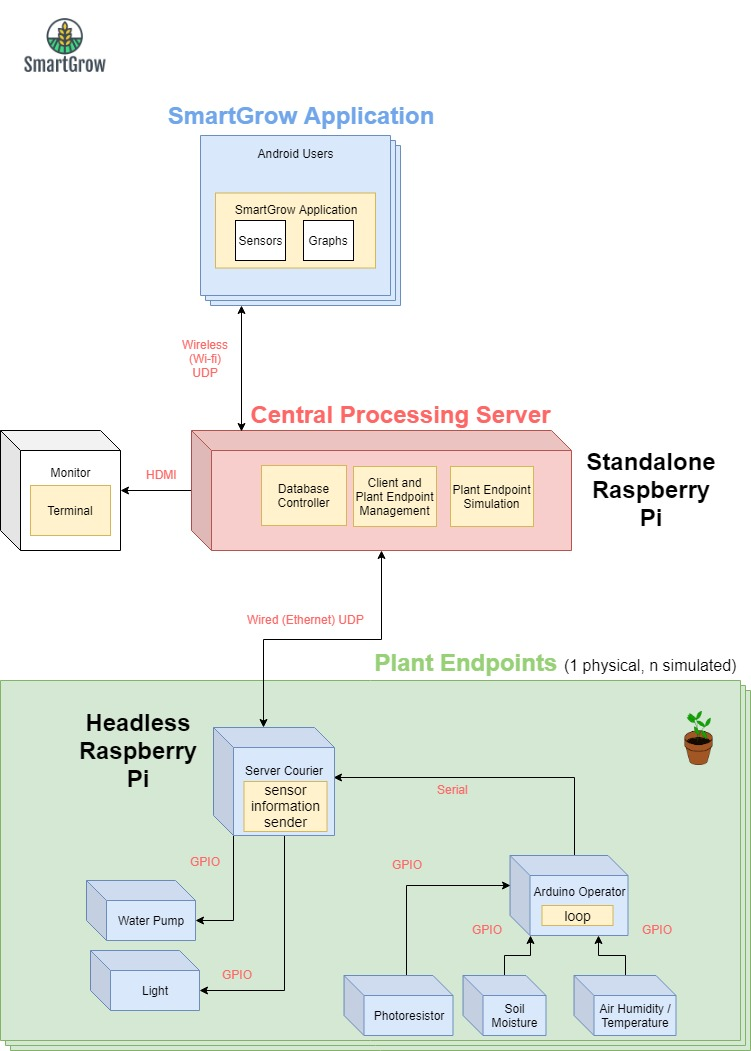 SmartGrow
SmartGrow Application
Android Users
SmartGrow Application
Sensors
Graphs
Wireless
(Wi-fi)
UDP
Central Processing Server
Monitor
Terminal
HDMI
Database
Controller
Client and
Plant Endpoint
Management
Plant Endpoint
Simulation
Standalone
Raspberry
Pi
Wired (Ethernet) UDP
Plant Endpoints (1 physical, n simulated)
Headless
Raspberry
Pi
Server Courier
sensor
information
sender
Serial
GPIO
GPIO
Arduino Operator
loop
Water Pump
GPIO
GPIO
GPIO
Light
Photoresistor
Soil
Moisture
Air Humidity /
Temperature